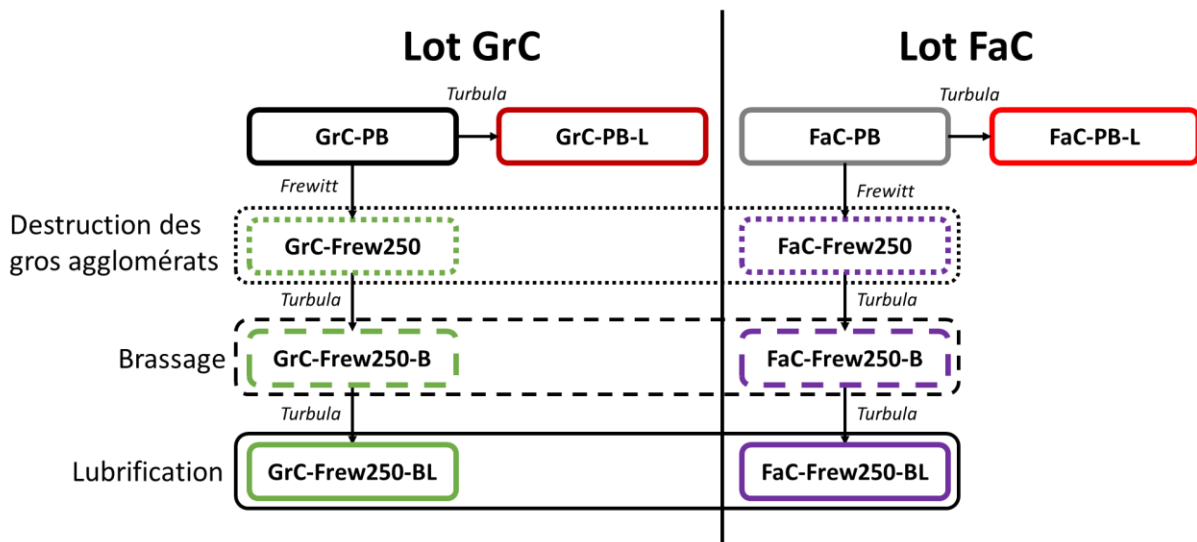 Lot GrC
Lot FaC
Turbula
Turbula
GrC-PB
GrC-PB-L
FaC-PB
FaC-PB-L
Frewitt
Frewitt
Destruction des
gros agglomérats
GrC-Frew250
FaC-Frew250
Turbula
Turbula
Brassage
GrC-Frew250-B
FaC-Frew250-B
Turbula
Turbula
Lubrification
GrC-Frew250-BL
FaC-Frew250-BL